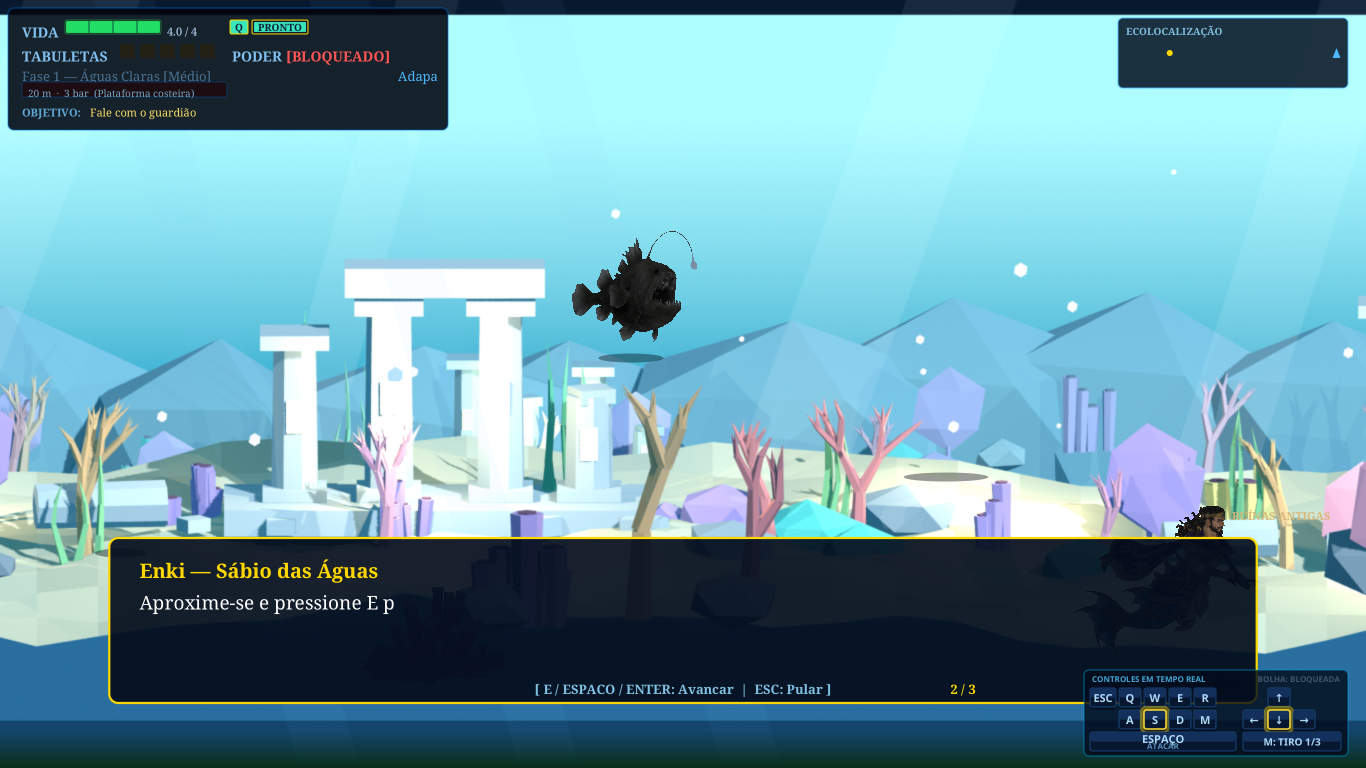 VIDA 4.0 / 4 Q PRONTO
TABULETAS PODER [BLOQUEADO]
Fase 1 — Águas Claras [Médio] Adapa
20 m · 3 bar (Plataforma costeira)
OBJETIVO: Fale com o guardião
ECOLOCALIZAÇÃO
RUÍNAS ANTIGAS
Enki — Sábio das Águas
Aproxime-se e pressione E p
[ E / ESPACO / ENTER: Avancar | ESC: Pular ] 2 / 3
CONTROLES EM TEMPO REAL BOLHA: BLOQUEADA
ESC Q W E R ↑
A S D M ← ↓ →
ESPAÇO M: TIRO 1/3
ATACAR